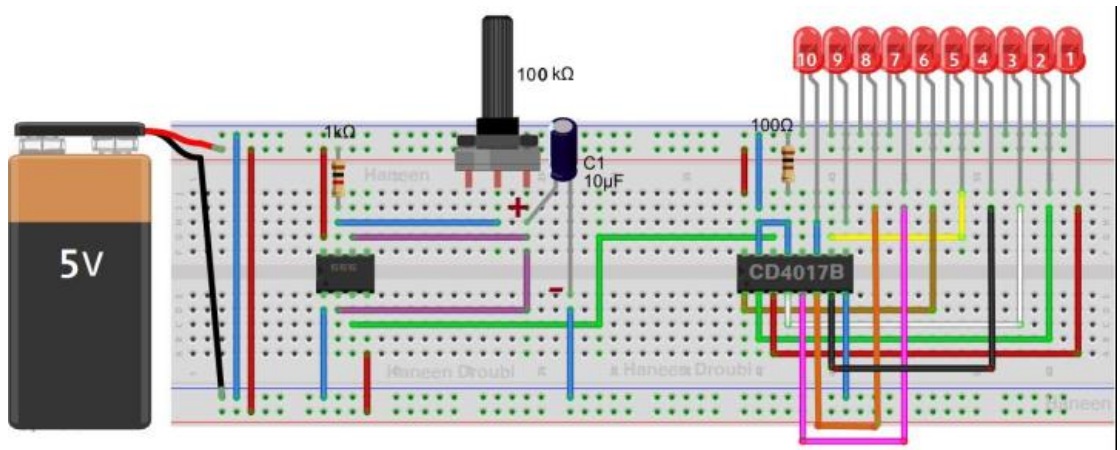 100 kΩ
1kΩ
C1
10µF
+
-
100Ω
10 9 8 7 6 5 4 3 2 1
Haneen
5V
CD4017B
Haneen Droubi
Haneen Droubi
Haneen